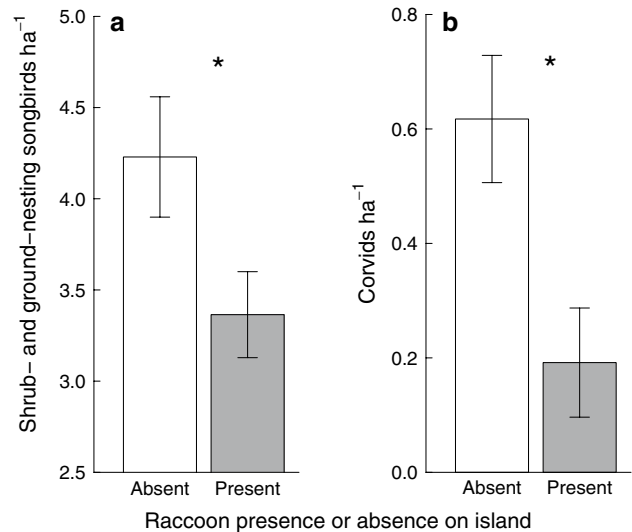 a
*
Shrub− and ground−nesting songbirds ha−1
5.0
4.5
4.0
3.5
3.0
2.5
Absent Present
b
*
Corvids ha−1
0.8
0.6
0.4
0.2
0.0
Absent Present
Raccoon presence or absence on island